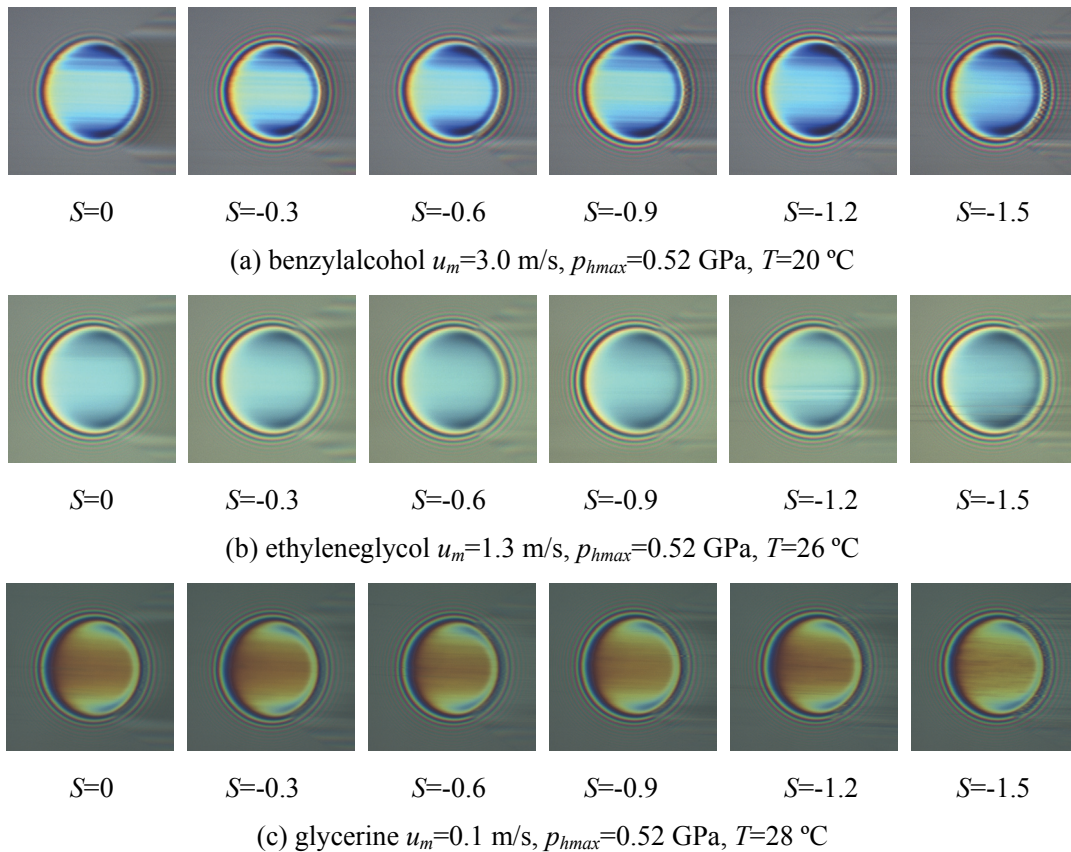 S=0 S=-0.3 S=-0.6 S=-0.9 S=-1.2 S=-1.5
(a) benzylalcohol um=3.0 m/s, phmax=0.52 GPa, T=20 ºC
S=0 S=-0.3 S=-0.6 S=-0.9 S=-1.2 S=-1.5
(b) ethyleneglycol um=1.3 m/s, phmax=0.52 GPa, T=26 ºC
S=0 S=-0.3 S=-0.6 S=-0.9 S=-1.2 S=-1.5
(c) glycerine um=0.1 m/s, phmax=0.52 GPa, T=28 ºC